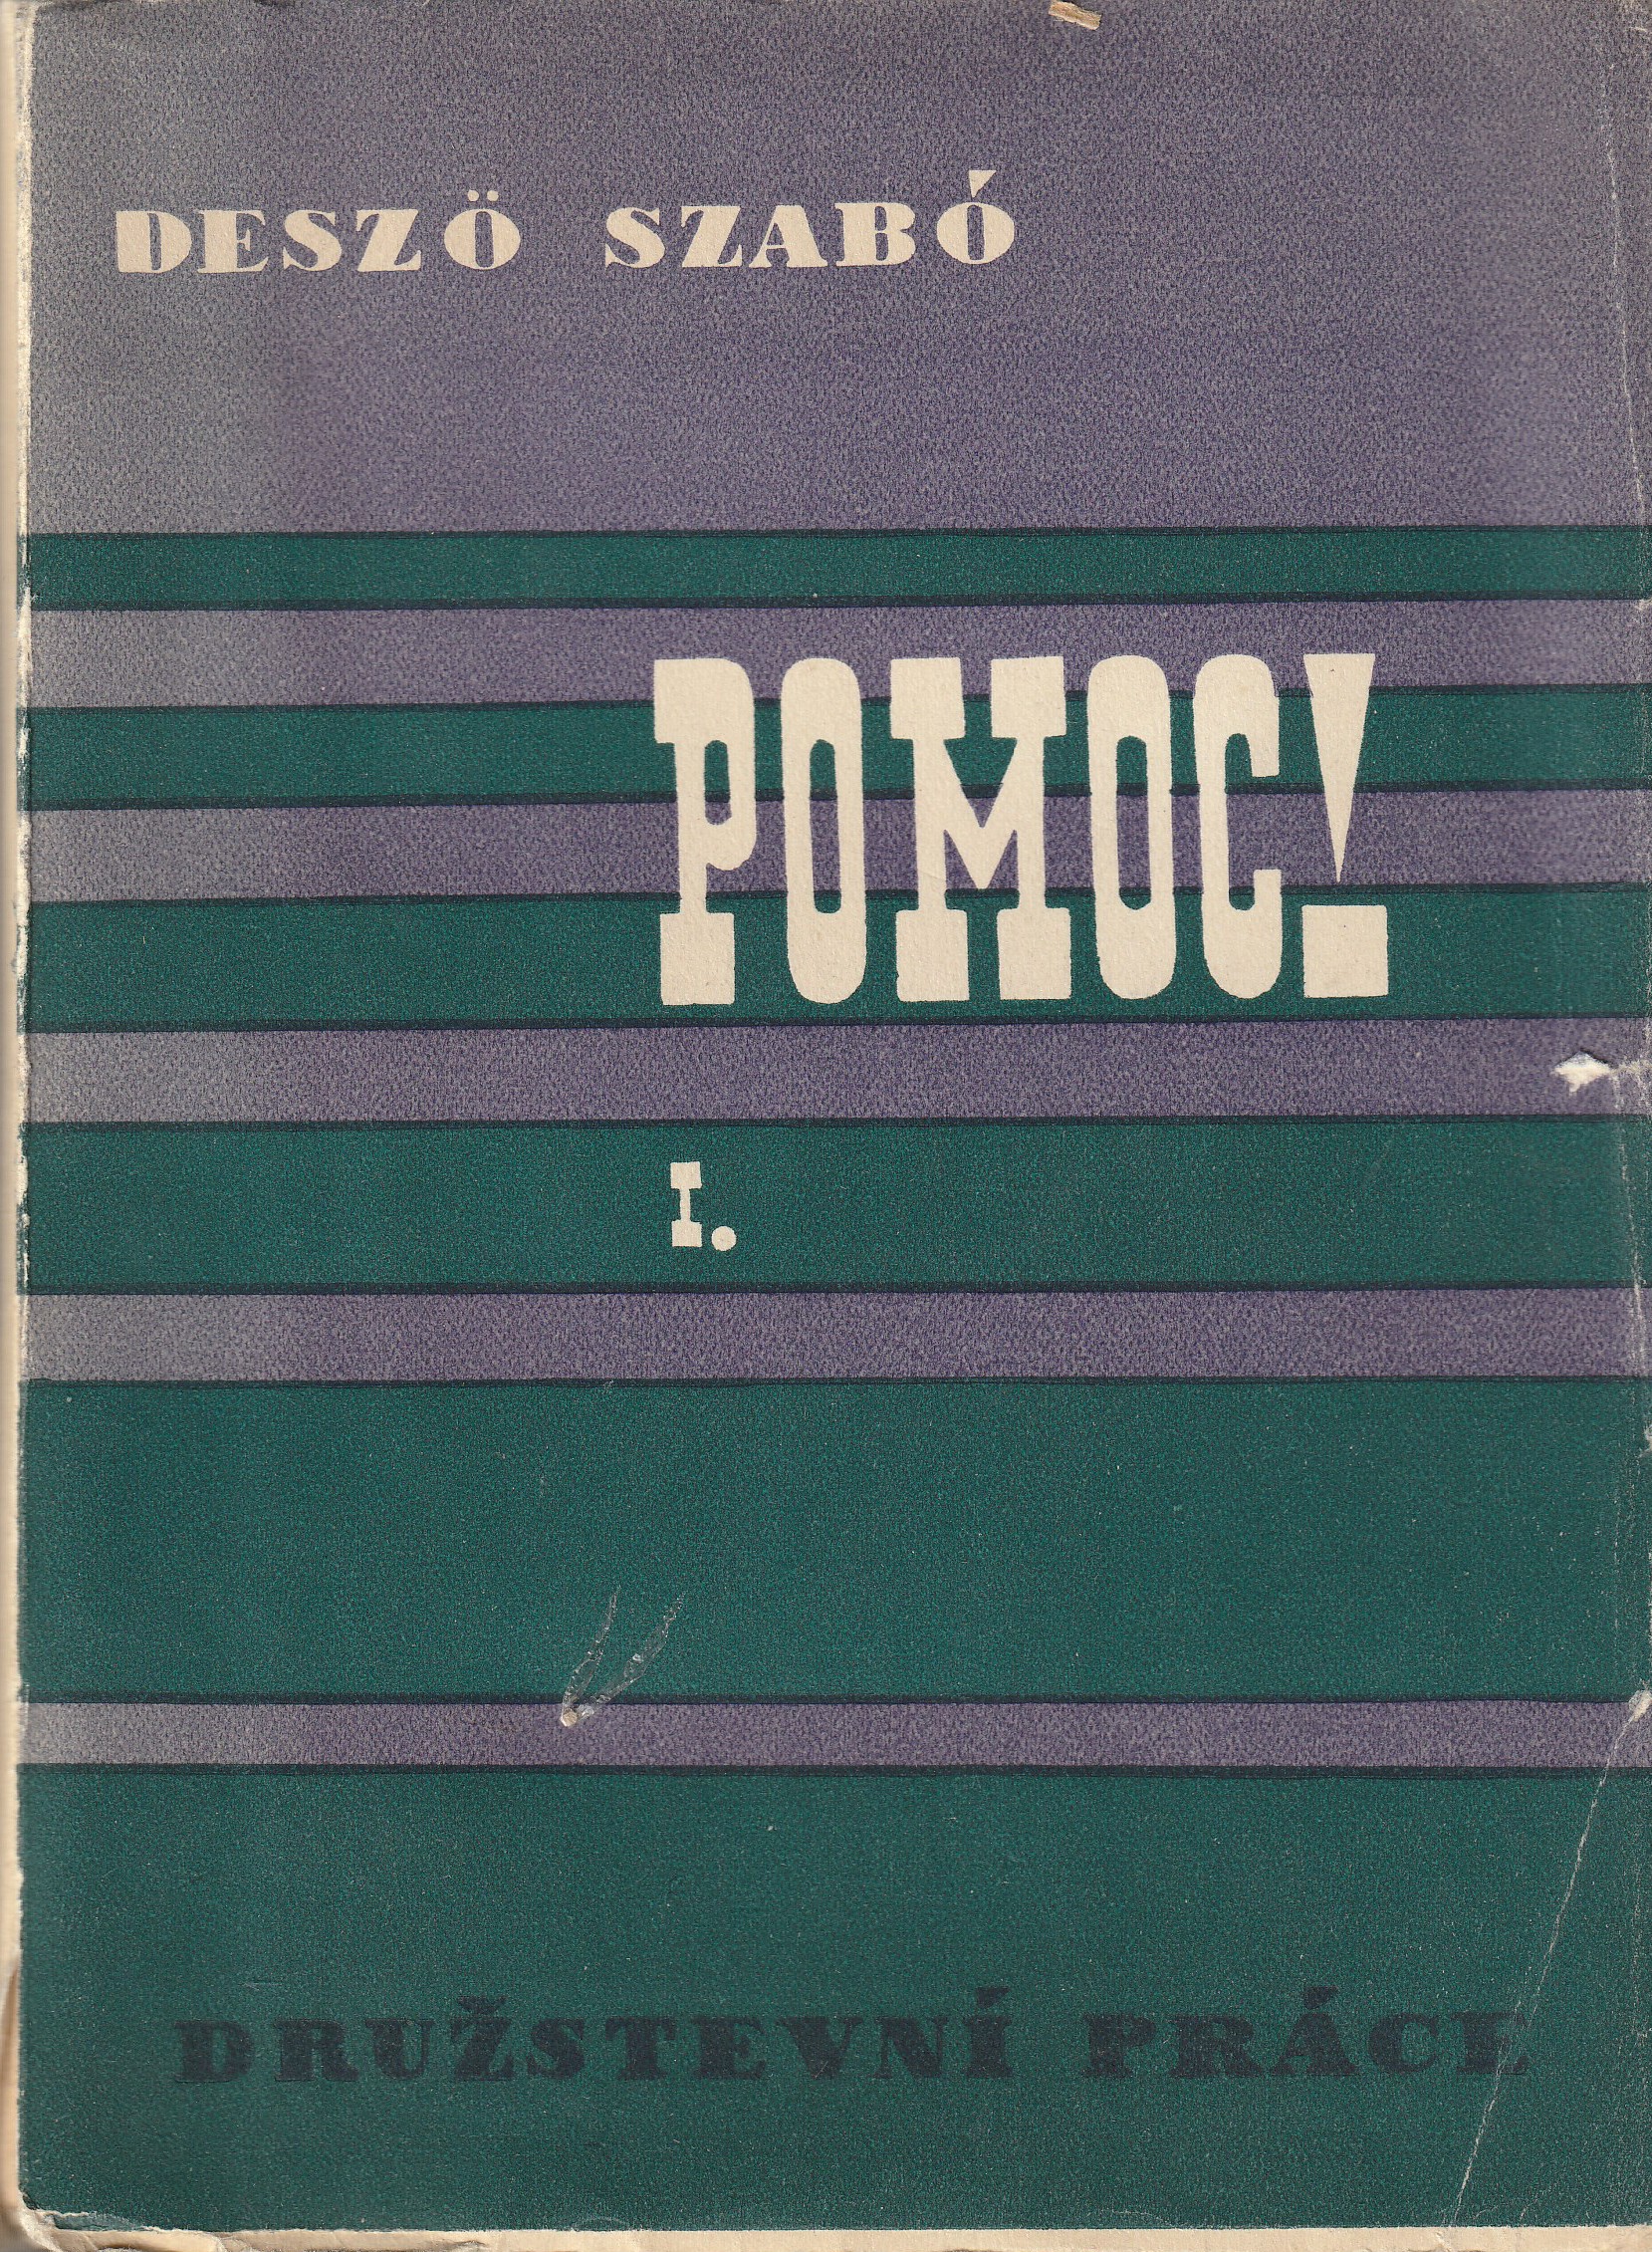 DESZÖ SZABÓ
POMOC!
I.
DRUŽSTEVNÍ PRÁCE